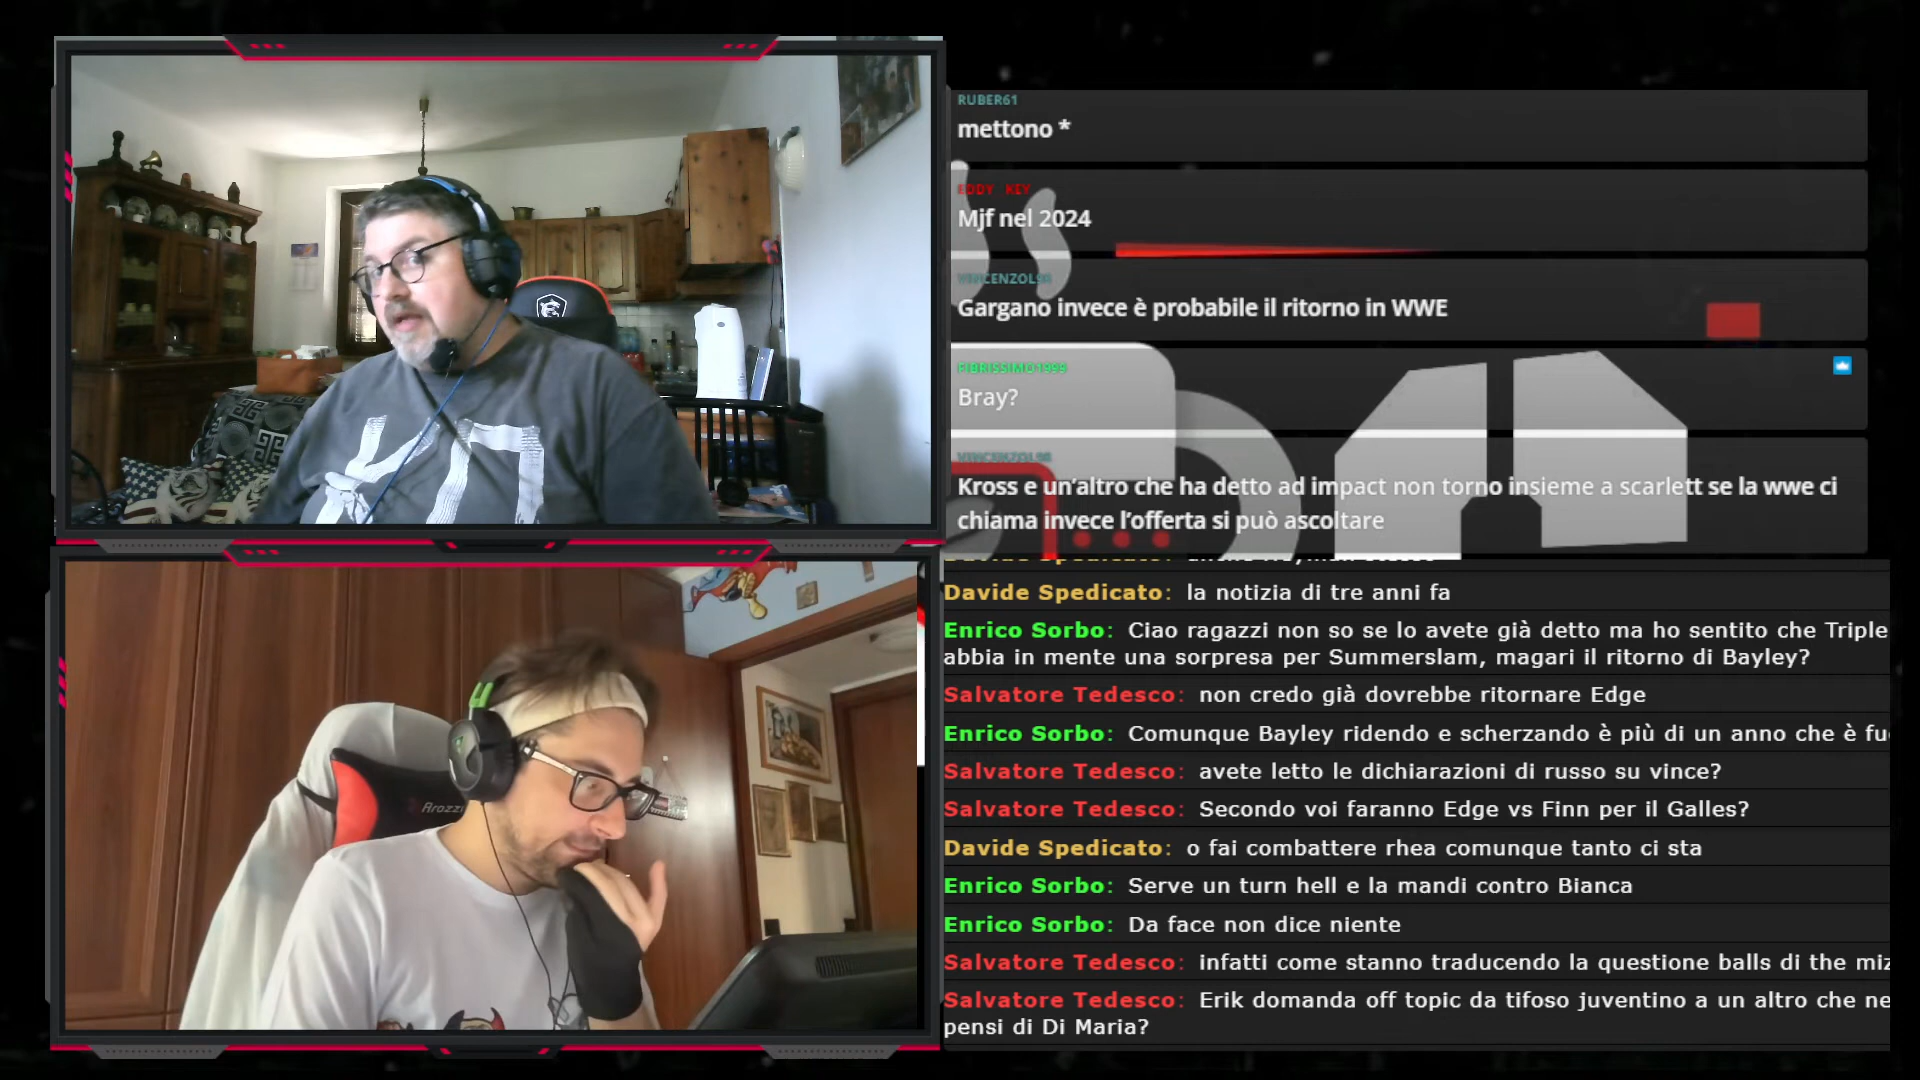 RUBER61
mettono *
EDDY_KEY
Mjf nel 2024
VINCENZOL98
Gargano invece è probabile il ritorno in WWE
FIBRISSIMO1999
Bray?
VINCENZOL98
Kross e un'altro che ha detto ad impact non torno insieme a scarlett se la wwe ci
chiama invece l'offerta si può ascoltare
Davide Spedicato: la notizia di tre anni fa
Enrico Sorbo: Ciao ragazzi non so se lo avete già detto ma ho sentito che Triple
abbia in mente una sorpresa per Summerslam, magari il ritorno di Bayley?
Salvatore Tedesco: non credo già dovrebbe ritornare Edge
Enrico Sorbo: Comunque Bayley ridendo e scherzando è più di un anno che è fu
Salvatore Tedesco: avete letto le dichiarazioni di russo su vince?
Salvatore Tedesco: Secondo voi faranno Edge vs Finn per il Galles?
Davide Spedicato: o fai combattere rhea comunque tanto ci sta
Enrico Sorbo: Serve un turn hell e la mandi contro Bianca
Enrico Sorbo: Da face non dice niente
Salvatore Tedesco: infatti come stanno traducendo la questione balls di the miz
Salvatore Tedesco: Erik domanda off topic da tifoso juventino a un altro che ne
pensi di Di Maria?
Arozzi